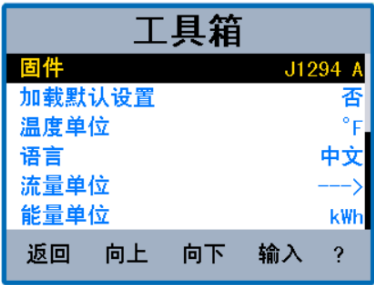 工具箱
固件 J1294 A
加载默认设置 否
温度单位 °F
语言 中文
流量单位 --->
能量单位 kWh
返回 向上 向下 输入 ?